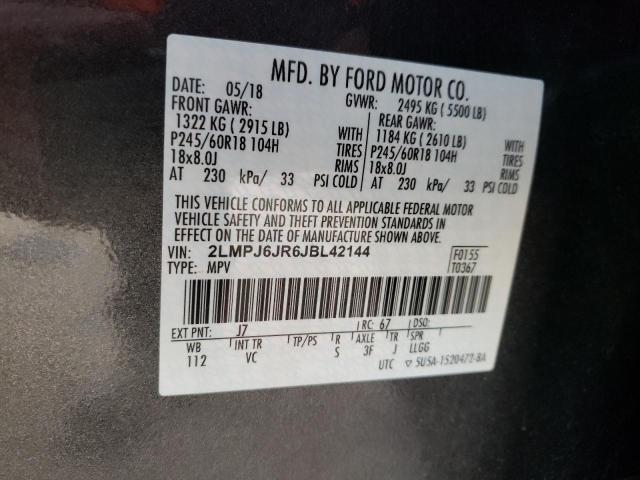 MFD. BY FORD MOTOR CO.
DATE: 05/18 GVWR: 2495 KG ( 5500 LB)
FRONT GAWR: REAR GAWR:
1322 KG ( 2915 LB) WITH 1184 KG ( 2610 LB) WITH
P245/60R18 104H TIRES P245/60R18 104H TIRES
18x8.0J RIMS 18x8.0J RIMS
AT 230 kPa/ 33 PSI COLD AT 230 kPa/ 33 PSI COLD
THIS VEHICLE CONFORMS TO ALL APPLICABLE FEDERAL MOTOR
VEHICLE SAFETY AND THEFT PREVENTION STANDARDS IN
EFFECT ON THE DATE OF MANUFACTURE SHOWN ABOVE.
VIN: 2LMPJ6JR6JBL42144 F0155
TYPE: MPV T0367
EXT PNT: J7 RC: 67 DSO:
WB INT TR TP/PS R AXLE TR SPR
112 VC S 3F J LLGG
UTC ▽ 5U5A-1520472-BA